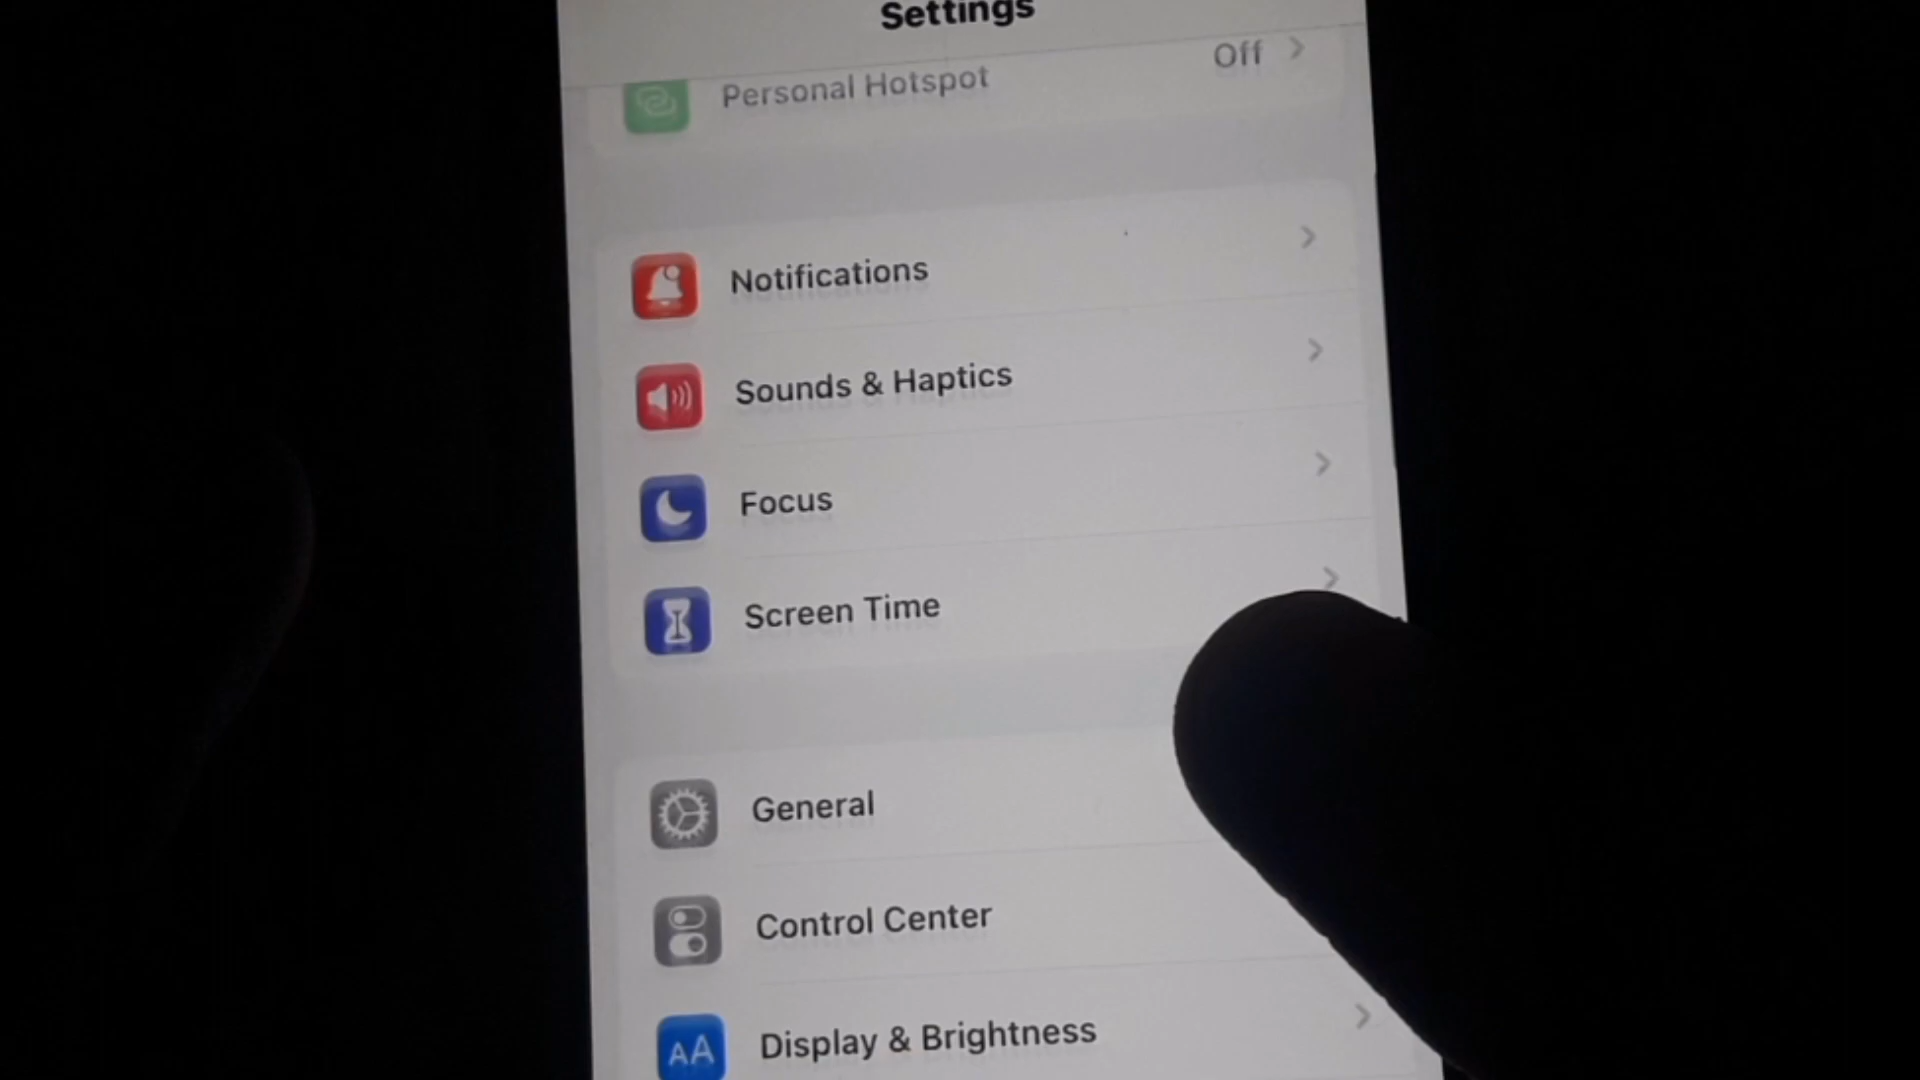 Settings
Personal Hotspot Off
Notifications
Sounds & Haptics
Focus
Screen Time
General
Control Center
AA Display & Brightness